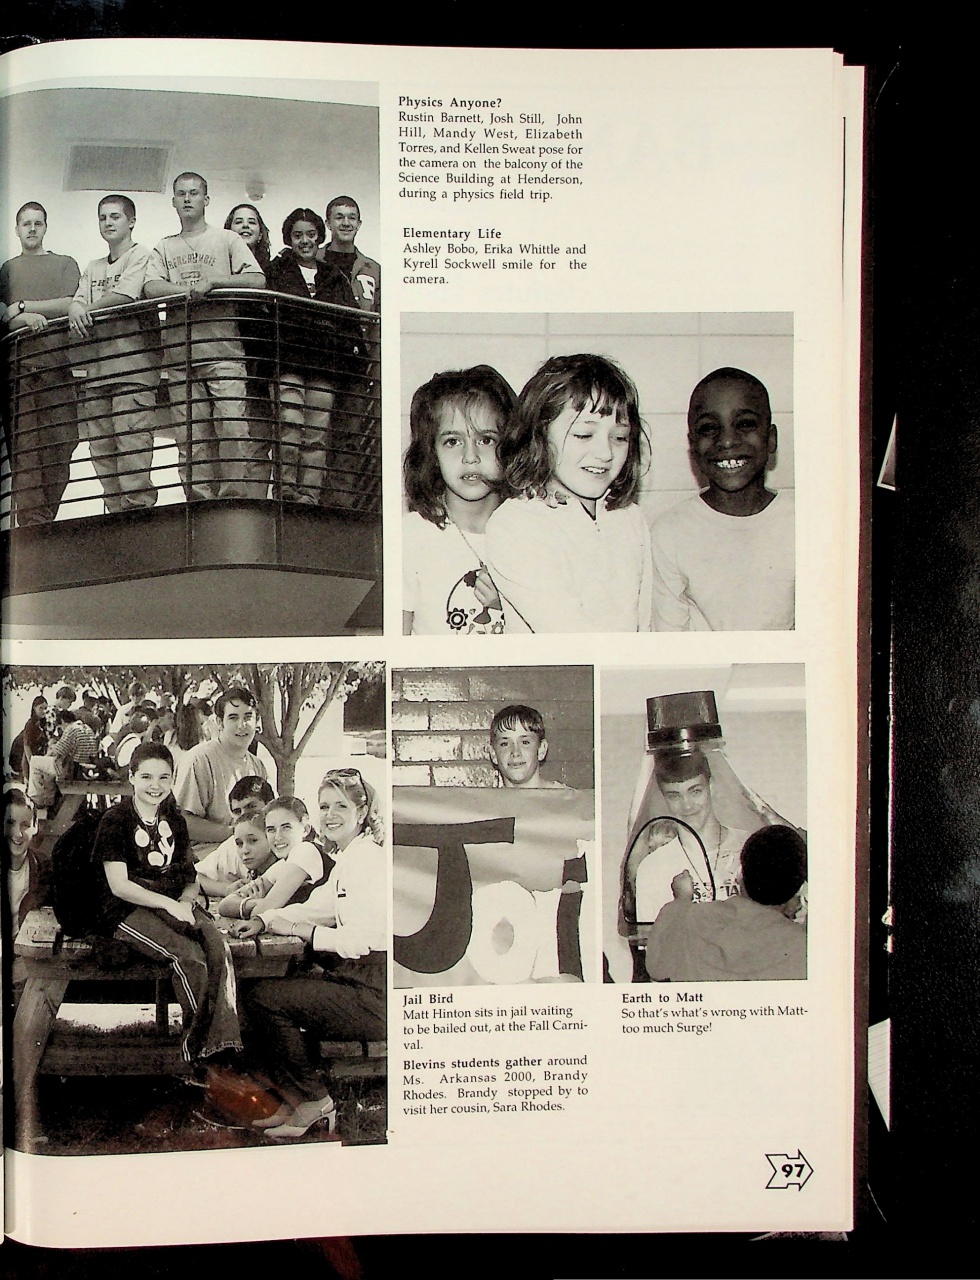 Physics Anyone?
Rustin Barnett, Josh Still, John
Hill, Mandy West, Elizabeth
Torres, and Kellen Sweat pose for
the camera on the balcony of the
Science Building at Henderson,
during a physics field trip.
Elementary Life
Ashley Bobo, Erika Whittle and
Kyrell Sockwell smile for the
camera.
ABERCROMBIE
F
Jai
Jail Bird
Matt Hinton sits in jail waiting
to be bailed out, at the Fall Carni-
val.
Blevins students gather around
Ms. Arkansas 2000, Brandy
Rhodes. Brandy stopped by to
visit her cousin, Sara Rhodes.
Earth to Matt
So that's what's wrong with Matt-
too much Surge!
97